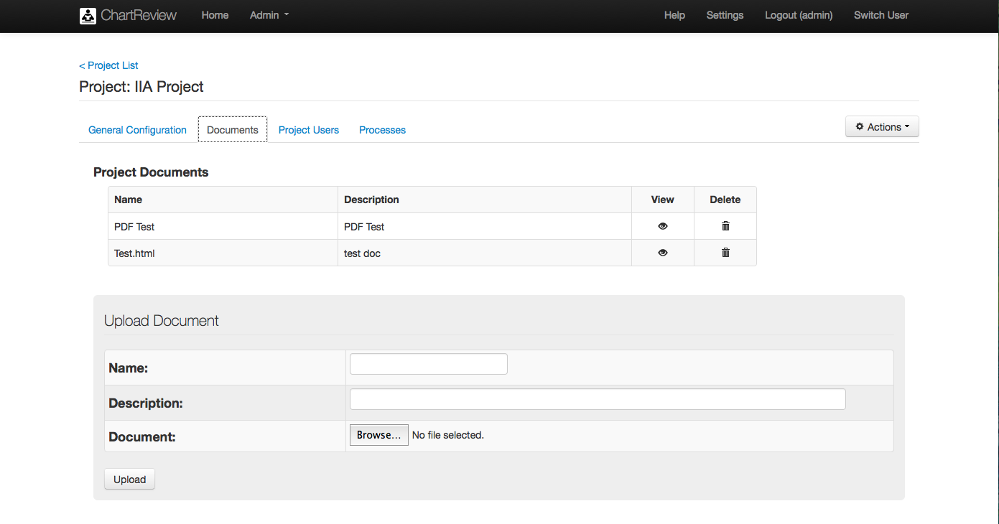 ChartReview Home Admin Help Settings Logout (admin) Switch User
< Project List
Project: IIA Project
General Configuration Documents Project Users Processes Actions
Project Documents
Name Description View Delete
PDF Test PDF Test
Test.html test doc
Upload Document
Name:
Description:
Document: Browse... No file selected.
Upload